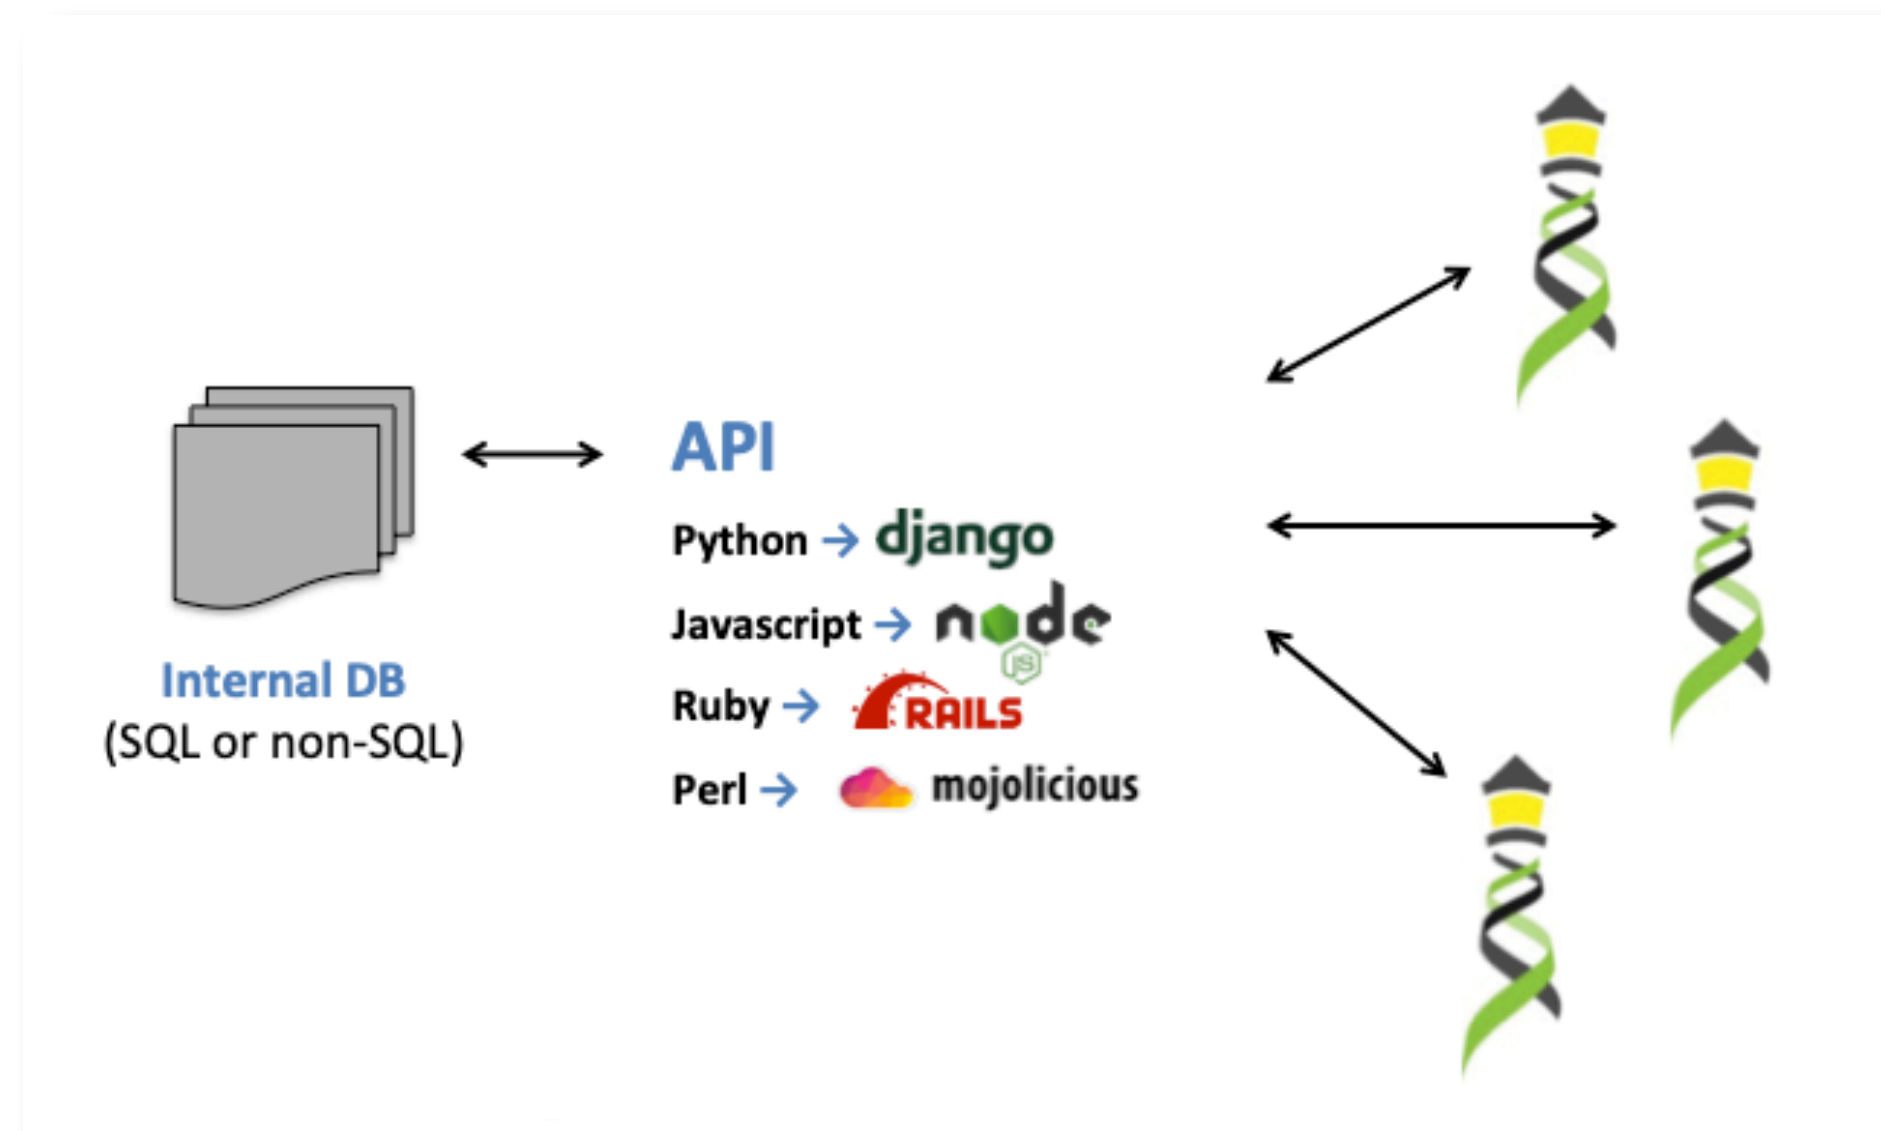 API
Python → django
Javascript → node
JS
Ruby → RAILS
Perl → mojolicious
Internal DB
(SQL or non-SQL)